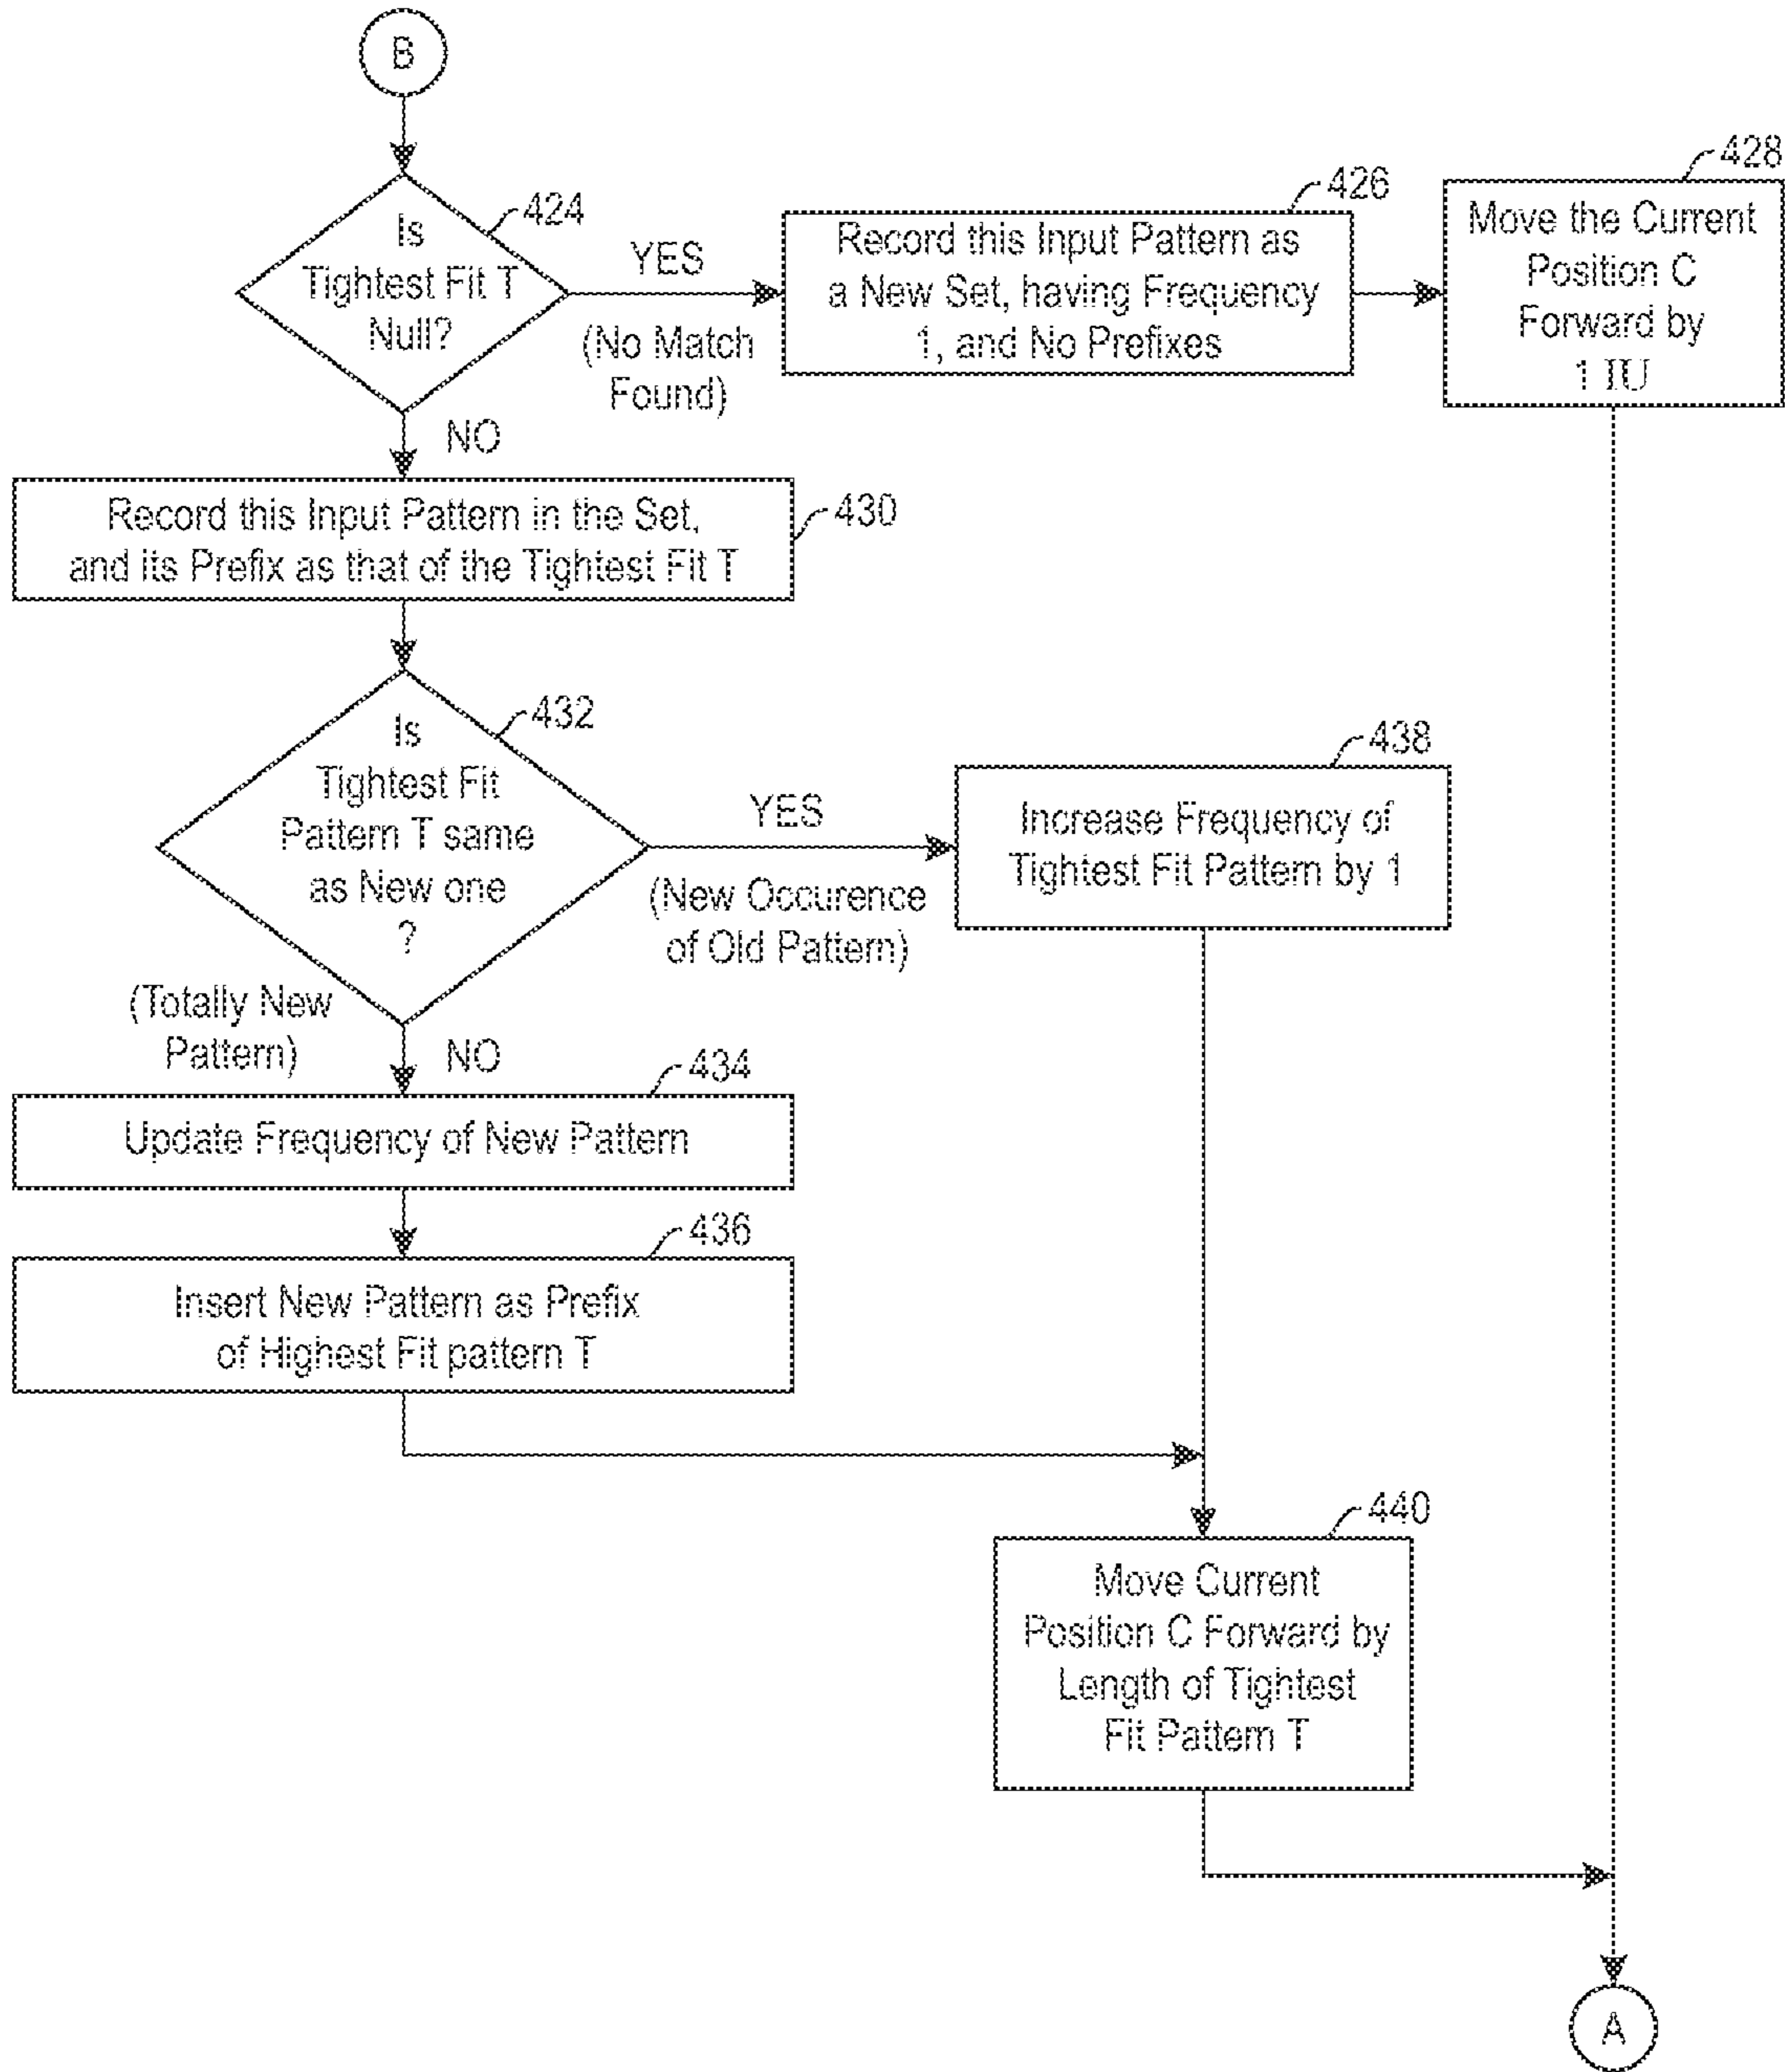 B
424
Is
Tightest Fit T
Null?
YES
(No Match
Found)
426
Record this Input Pattern as
a New Set, having Frequency
1, and No Prefixes
428
Move the Current
Position C
Forward by
1 IU
NO
430
Record this Input Pattern in the Set,
and its Prefix as that of the Tightest Fit T
432
Is
Tightest Fit
Pattern T same
as New one
?
YES
(New Occurence
of Old Pattern)
438
Increase Frequency of
Tightest Fit Pattern by 1
(Totally New
Pattern)
NO
434
Update Frequency of New Pattern
436
Insert New Pattern as Prefix
of Highest Fit pattern T
440
Move Current
Position C Forward by
Length of Tightest
Fit Pattern T
A